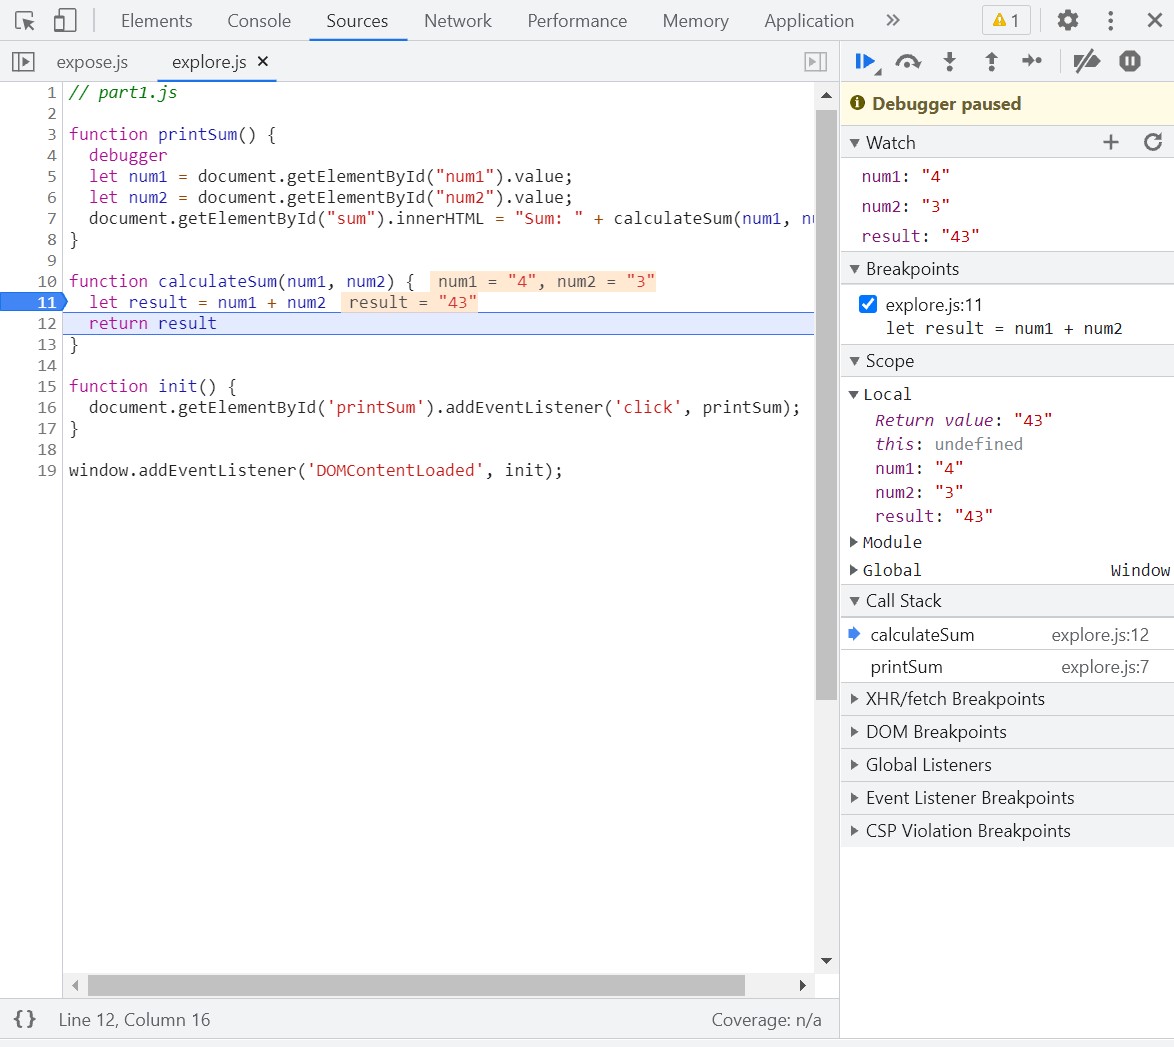 Elements Console Sources Network Performance Memory Application » 1
expose.js explore.js ×
1 // part1.js
2
3 function printSum() {
4 debugger
5 let num1 = document.getElementById("num1").value;
6 let num2 = document.getElementById("num2").value;
7 document.getElementById("sum").innerHTML = "Sum: " + calculateSum(num1, nu
8 }
9
10 function calculateSum(num1, num2) { num1 = "4", num2 = "3"
11 let result = num1 + num2 result = "43"
12 return result
13 }
14
15 function init() {
16 document.getElementById('printSum').addEventListener('click', printSum);
17 }
18
19 window.addEventListener('DOMContentLoaded', init);
{} Line 12, Column 16 Coverage: n/a
Debugger paused
Watch
num1: "4"
num2: "3"
result: "43"
Breakpoints
explore.js:11
let result = num1 + num2
Scope
Local
Return value: "43"
this: undefined
num1: "4"
num2: "3"
result: "43"
Module
Global Window
Call Stack
calculateSum explore.js:12
printSum explore.js:7
XHR/fetch Breakpoints
DOM Breakpoints
Global Listeners
Event Listener Breakpoints
CSP Violation Breakpoints